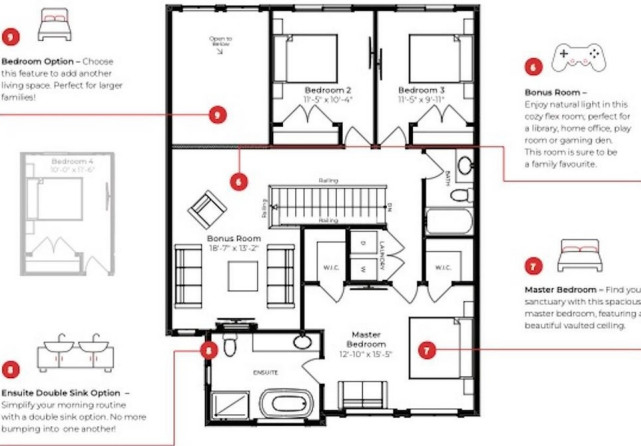 9
Bedroom Option – Choose
this feature to add another
living space. Perfect for larger
families!
Bedroom 4
10'-0" x 11'-6"
8
Ensuite Double Sink Option –
Simplify your morning routine
with a double sink option. No more
bumping into one another!
Open to
Below
9
Bedroom 2
11'-5" x 10'-4"
Bedroom 3
11'-5" x 9'-11"
6
Railing
Railing
Railing
DN
BATH
Bonus Room
18'-7" x 13'-2"
W.I.C.
D
W
LAUNDRY
W.I.C.
Master
Bedroom
12'-10" x 15'-5"
7
8
ENSUITE
6
Bonus Room –
Enjoy natural light in this
cozy flex room, perfect for
a library, home office, play
room or gaming den.
This room is sure to be
a family favourite.
7
Master Bedroom – Find you
sanctuary with this spacious
master bedroom, featuring a
beautiful vaulted ceiling.